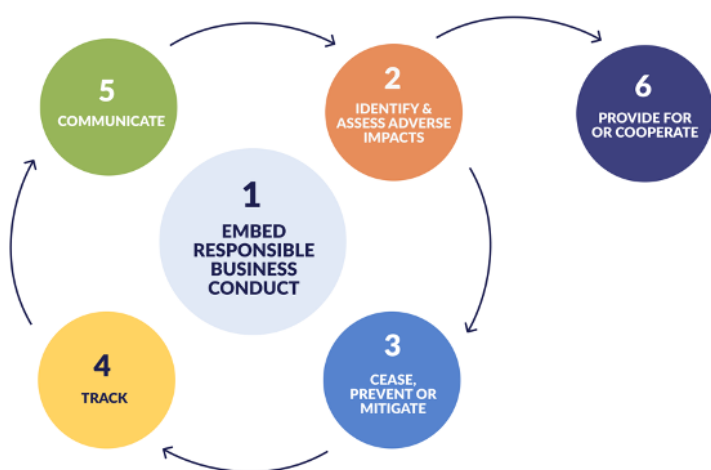 1
EMBED
RESPONSIBLE
BUSINESS
CONDUCT
2
IDENTIFY &
ASSESS ADVERSE
IMPACTS
3
CEASE,
PREVENT OR
MITIGATE
4
TRACK
5
COMMUNICATE
6
PROVIDE FOR
OR COOPERATE